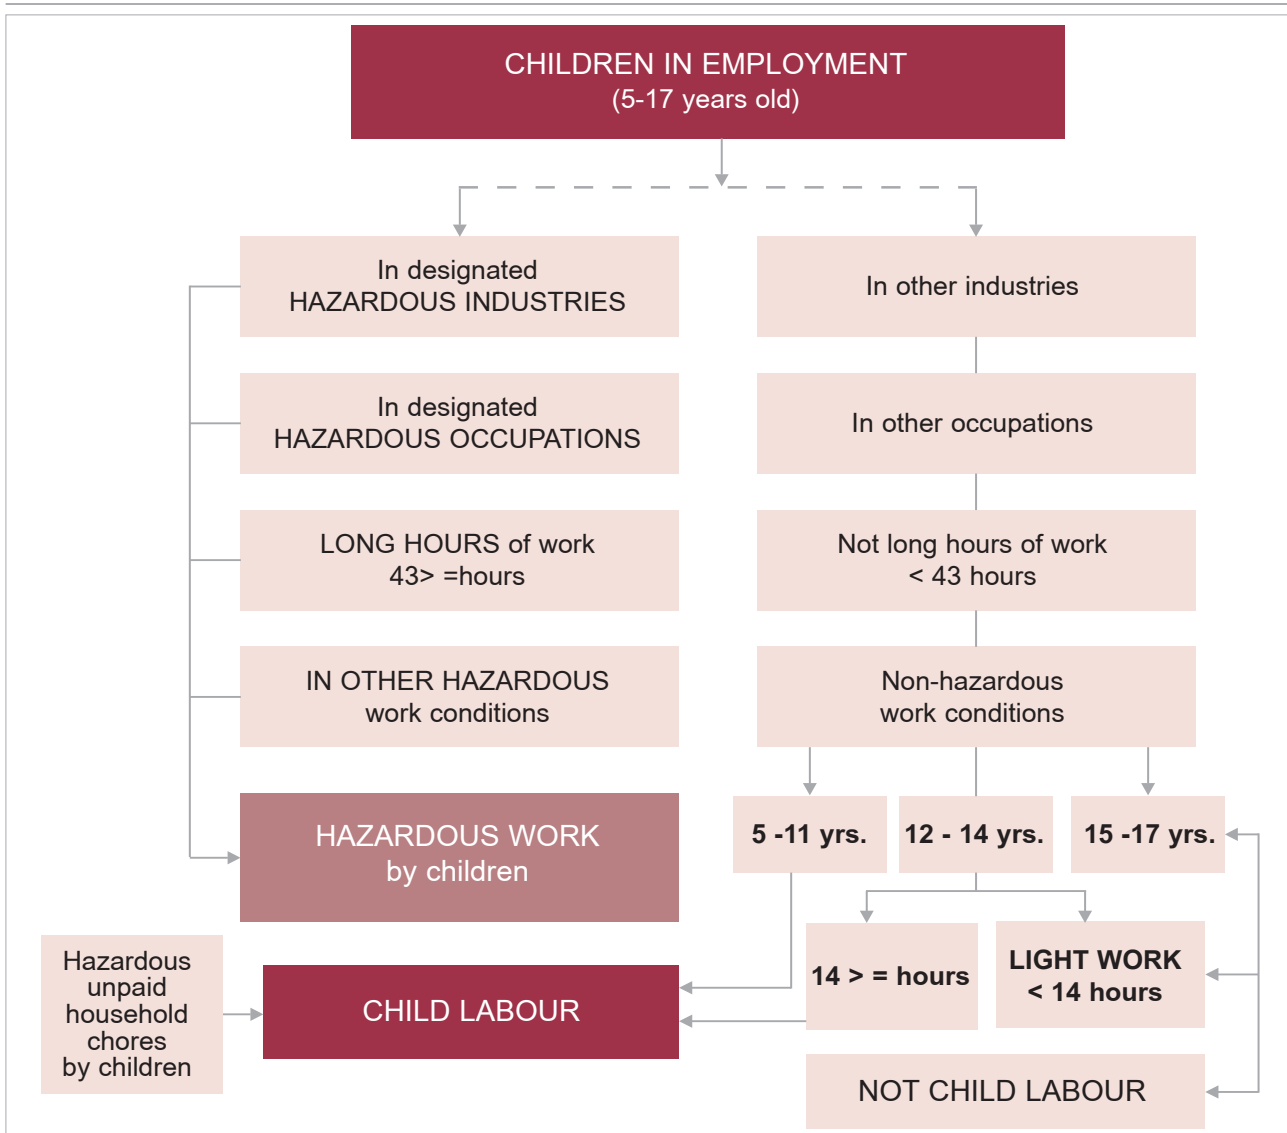 CHILDREN IN EMPLOYMENT
(5-17 years old)
In designated
HAZARDOUS INDUSTRIES
In other industries
In designated
HAZARDOUS OCCUPATIONS
In other occupations
LONG HOURS of work
43> =hours
Not long hours of work
< 43 hours
IN OTHER HAZARDOUS
work conditions
Non-hazardous
work conditions
HAZARDOUS WORK
by children
5 -11 yrs.
12 - 14 yrs.
15 -17 yrs.
Hazardous
unpaid
household
chores
by children
CHILD LABOUR
14 > = hours
LIGHT WORK
< 14 hours
NOT CHILD LABOUR